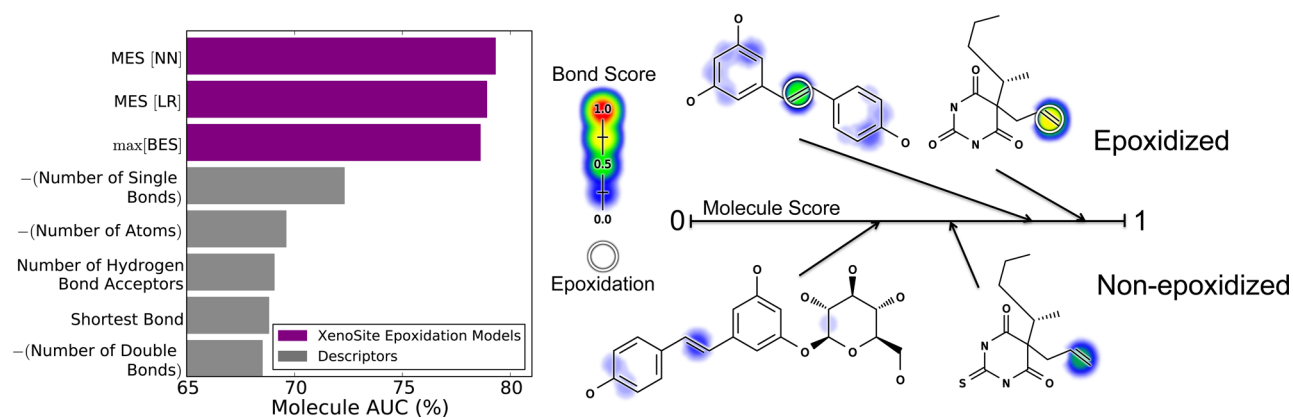 MES [NN]
MES [LR]
max[BES]
−(Number of Single
Bonds)
−(Number of Atoms)
Number of Hydrogen
Bond Acceptors
Shortest Bond
−(Number of Double
Bonds)
65
70
75
80
Molecule AUC (%)
XenoSite Epoxidation Models
Descriptors
Bond Score
1.0
0.5
0.0
Epoxidation
O
O
O
O
N
O
N
O
Epoxidized
0
Molecule Score
1
Non-epoxidized
O
O
O
O
O
O
O
O
O
N
S
N
O